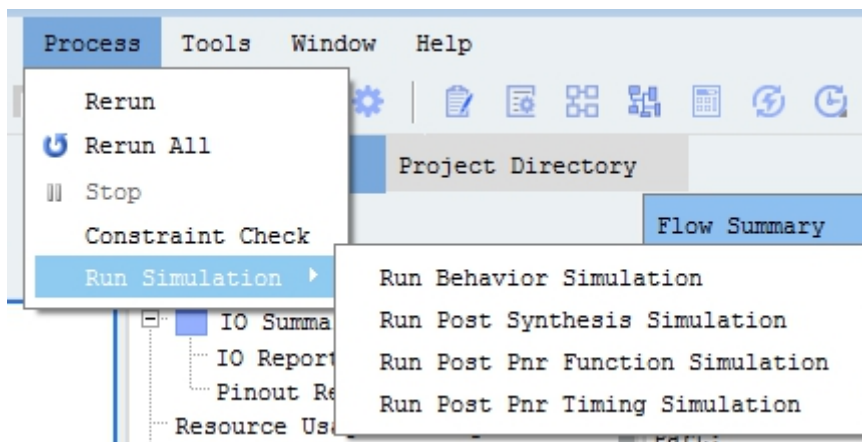 Process Tools Window Help
Rerun
Rerun All
Project Directory
Stop
Constraint Check
Flow Summary
Run Simulation
Run Behavior Simulation
IO Summa
Run Post Synthesis Simulation
IO Report
Run Post Pnr Function Simulation
Pinout Re
Run Post Pnr Timing Simulation
Resource Us